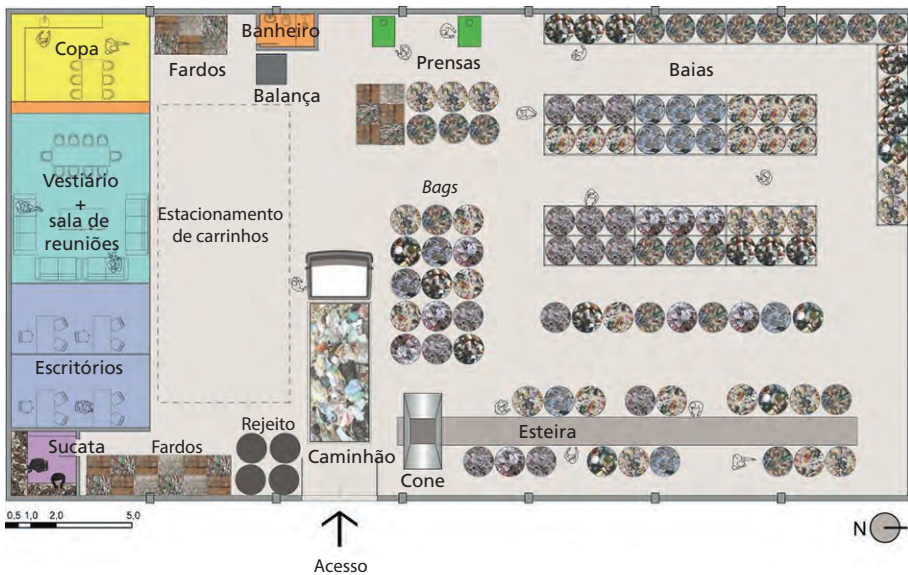 Copa
Fardos
Banheiro
Balança
Prensas
Baias
Vestiário
+
sala de
reuniões
Estacionamento
de carrinhos
Bags
Escritórios
Sucata
Fardos
Rejeito
Caminhão
Cone
Esteira
0,5 1,0 2,0 5,0
Acesso
N